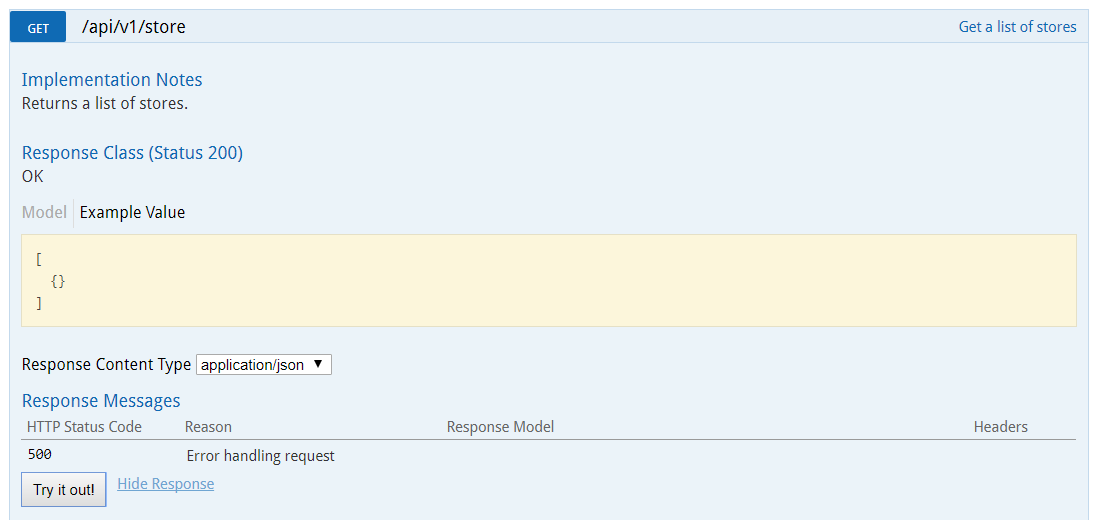 GET /api/v1/store Get a list of stores
Implementation Notes
Returns a list of stores.
Response Class (Status 200)
OK
Model Example Value
[
  {}
]
Response Content Type application/json ▼
Response Messages
HTTP Status Code Reason Response Model Headers
500 Error handling request
Try it out! Hide Response